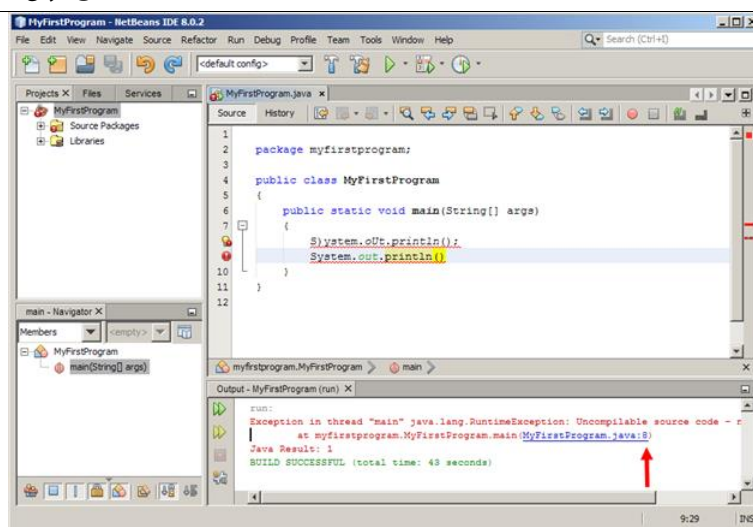 MyFirstProgram - NetBeans IDE 8.0.2
File Edit View Navigate Source Refactor Run Debug Profile Team Tools Window Help
Search (Ctrl+I)
<default config>
Projects X Files Services
MyFirstProgram
Source Packages
Libraries
MyFirstProgram.java
Source History
1
2 package myfirstprogram;
3
4 public class MyFirstProgram
5 {
6 public static void main(String[] args)
7 {
S)ystem.oUt.println();
System.out.println()
10 }
11 }
12
main - Navigator X
Members <empty>
MyFirstProgram
main(String[] args)
myfirstprogram.MyFirstProgram main
Output - MyFirstProgram (run) X
run:
Exception in thread "main" java.lang.RuntimeException: Uncompilable source code -
at myfirstprogram.MyFirstProgram.main(MyFirstProgram.java:8)
Java Result: 1
BUILD SUCCESSFUL (total time: 43 seconds)
9:29 INS